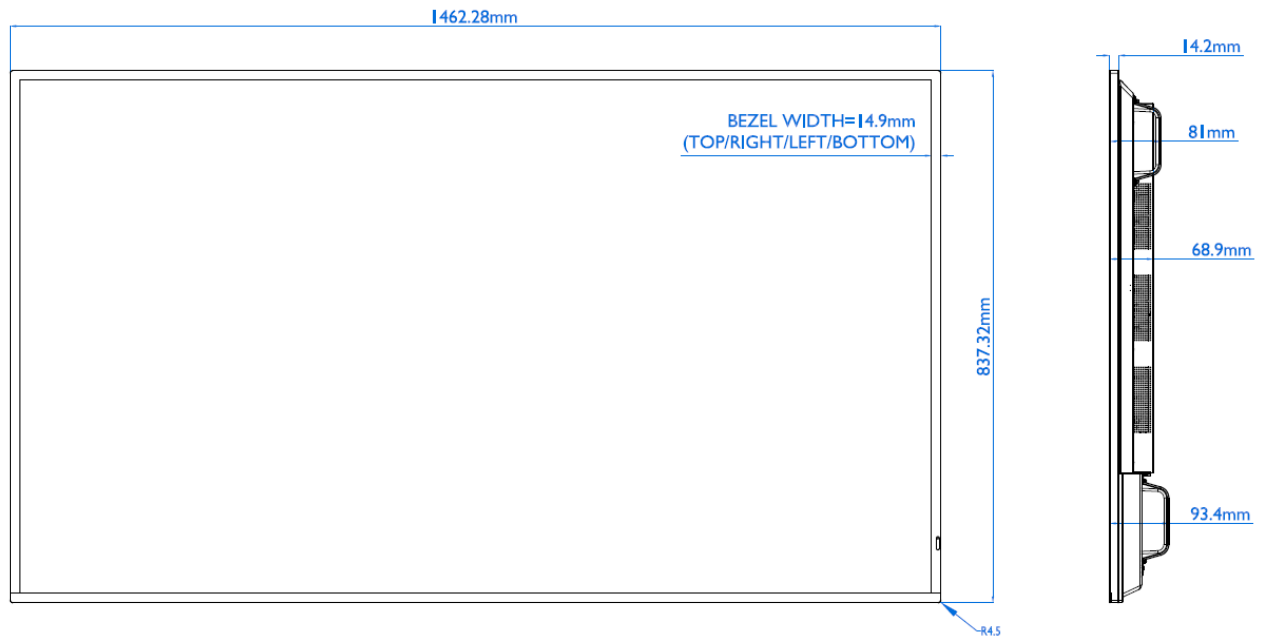 1462.28mm
14.2mm
BEZEL WIDTH=14.9mm
(TOP/RIGHT/LEFT/BOTTOM)
81mm
68.9mm
837.32mm
93.4mm
R4.5